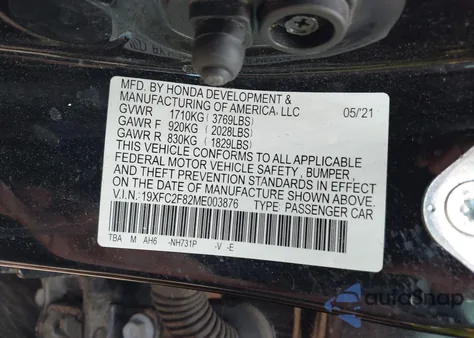 MFD. BY HONDA DEVELOPMENT &
MANUFACTURING OF AMERICA, LLC 05/'21
GVWR 1710KG (3769LBS)
GAWR F 920KG (2028LBS)
GAWR R 830KG (1829LBS)
THIS VEHICLE CONFORMS TO ALL APPLICABLE
FEDERAL MOTOR VEHICLE SAFETY, BUMPER,
AND THEFT PREVENTION STANDARDS IN EFFECT
ON THE DATE OF MANUFACTURE SHOWN ABOVE.
V.I.N.: 19XFC2F82ME003876 TYPE PASSENGER CAR
TBA M AH6 -NH731P -V -E
autoSnap